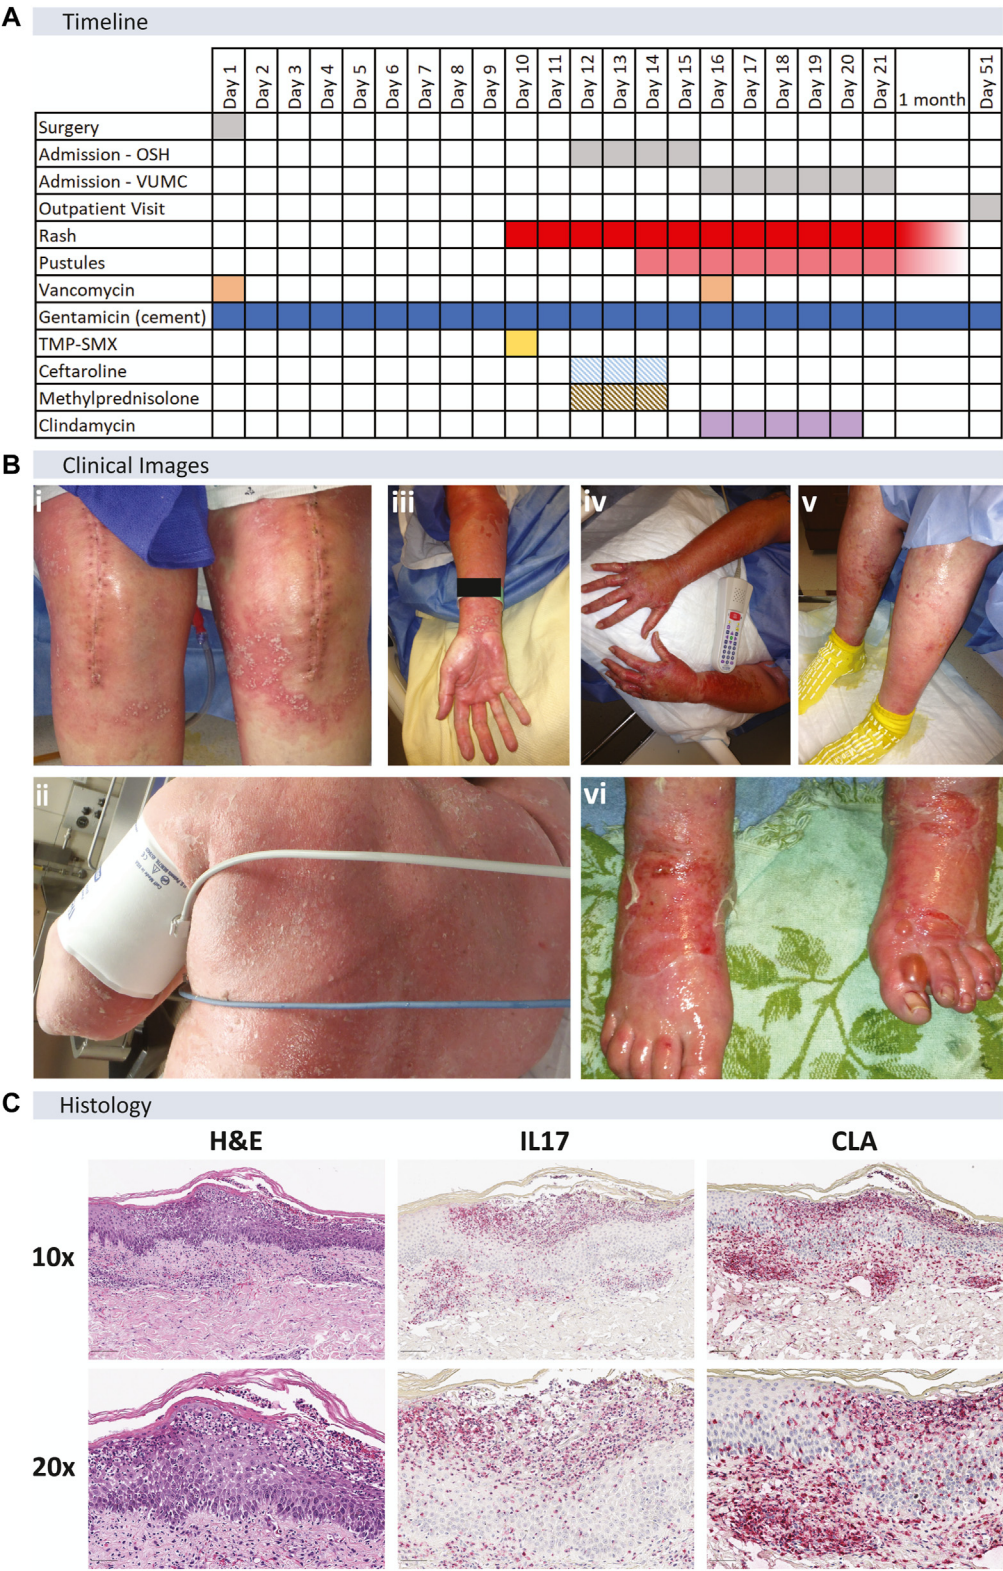 A Timeline
Day 1 Day 2 Day 3 Day 4 Day 5 Day 6 Day 7 Day 8 Day 9 Day 10 Day 11 Day 12 Day 13 Day 14 Day 15 Day 16 Day 17 Day 18 Day 19 Day 20 Day 21 1 month Day 51
Surgery
Admission - OSH
Admission - VUMC
Outpatient Visit
Rash
Pustules
Vancomycin
Gentamicin (cement)
TMP-SMX
Ceftaroline
Methylprednisolone
Clindamycin
B Clinical Images
i iii iv v
ii vi
C Histology
H&E IL17 CLA
10x
20x